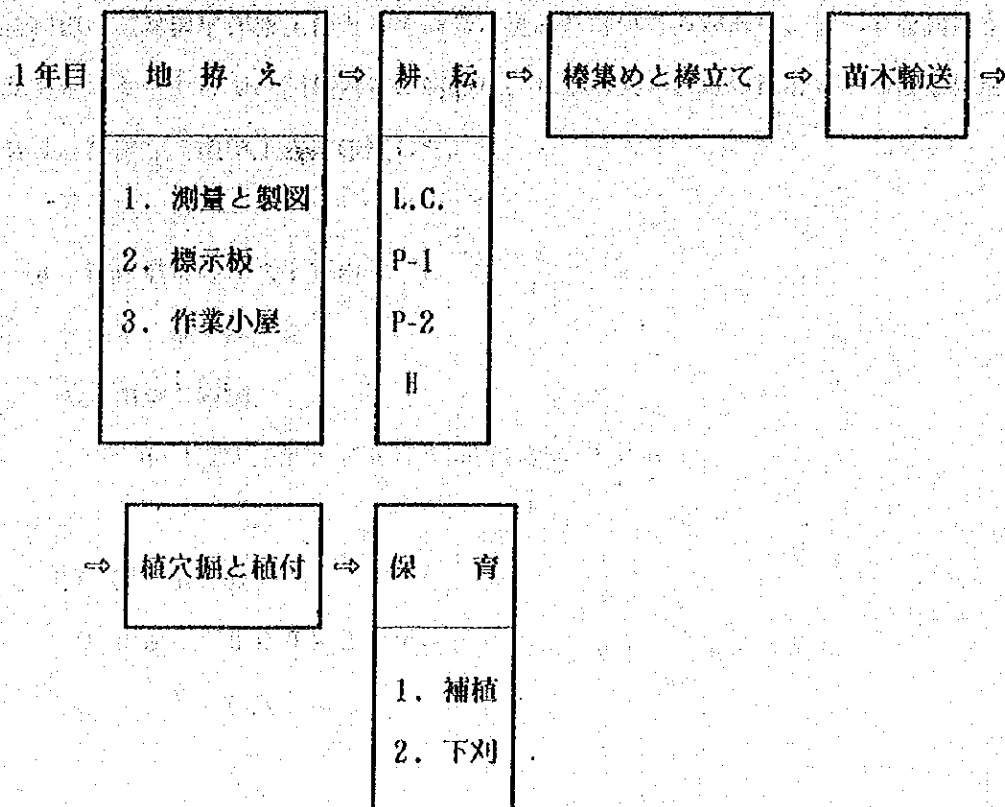 1年目 地拵え ⇨ 耕耘 ⇨ 棒集めと棒立て ⇨ 苗木輸送 ⇨
1. 測量と製図
2. 標示板
3. 作業小屋
L.C.
P-1
P-2
H
⇨ 植穴掘と植付 ⇨ 保育
1. 補植
2. 下刈